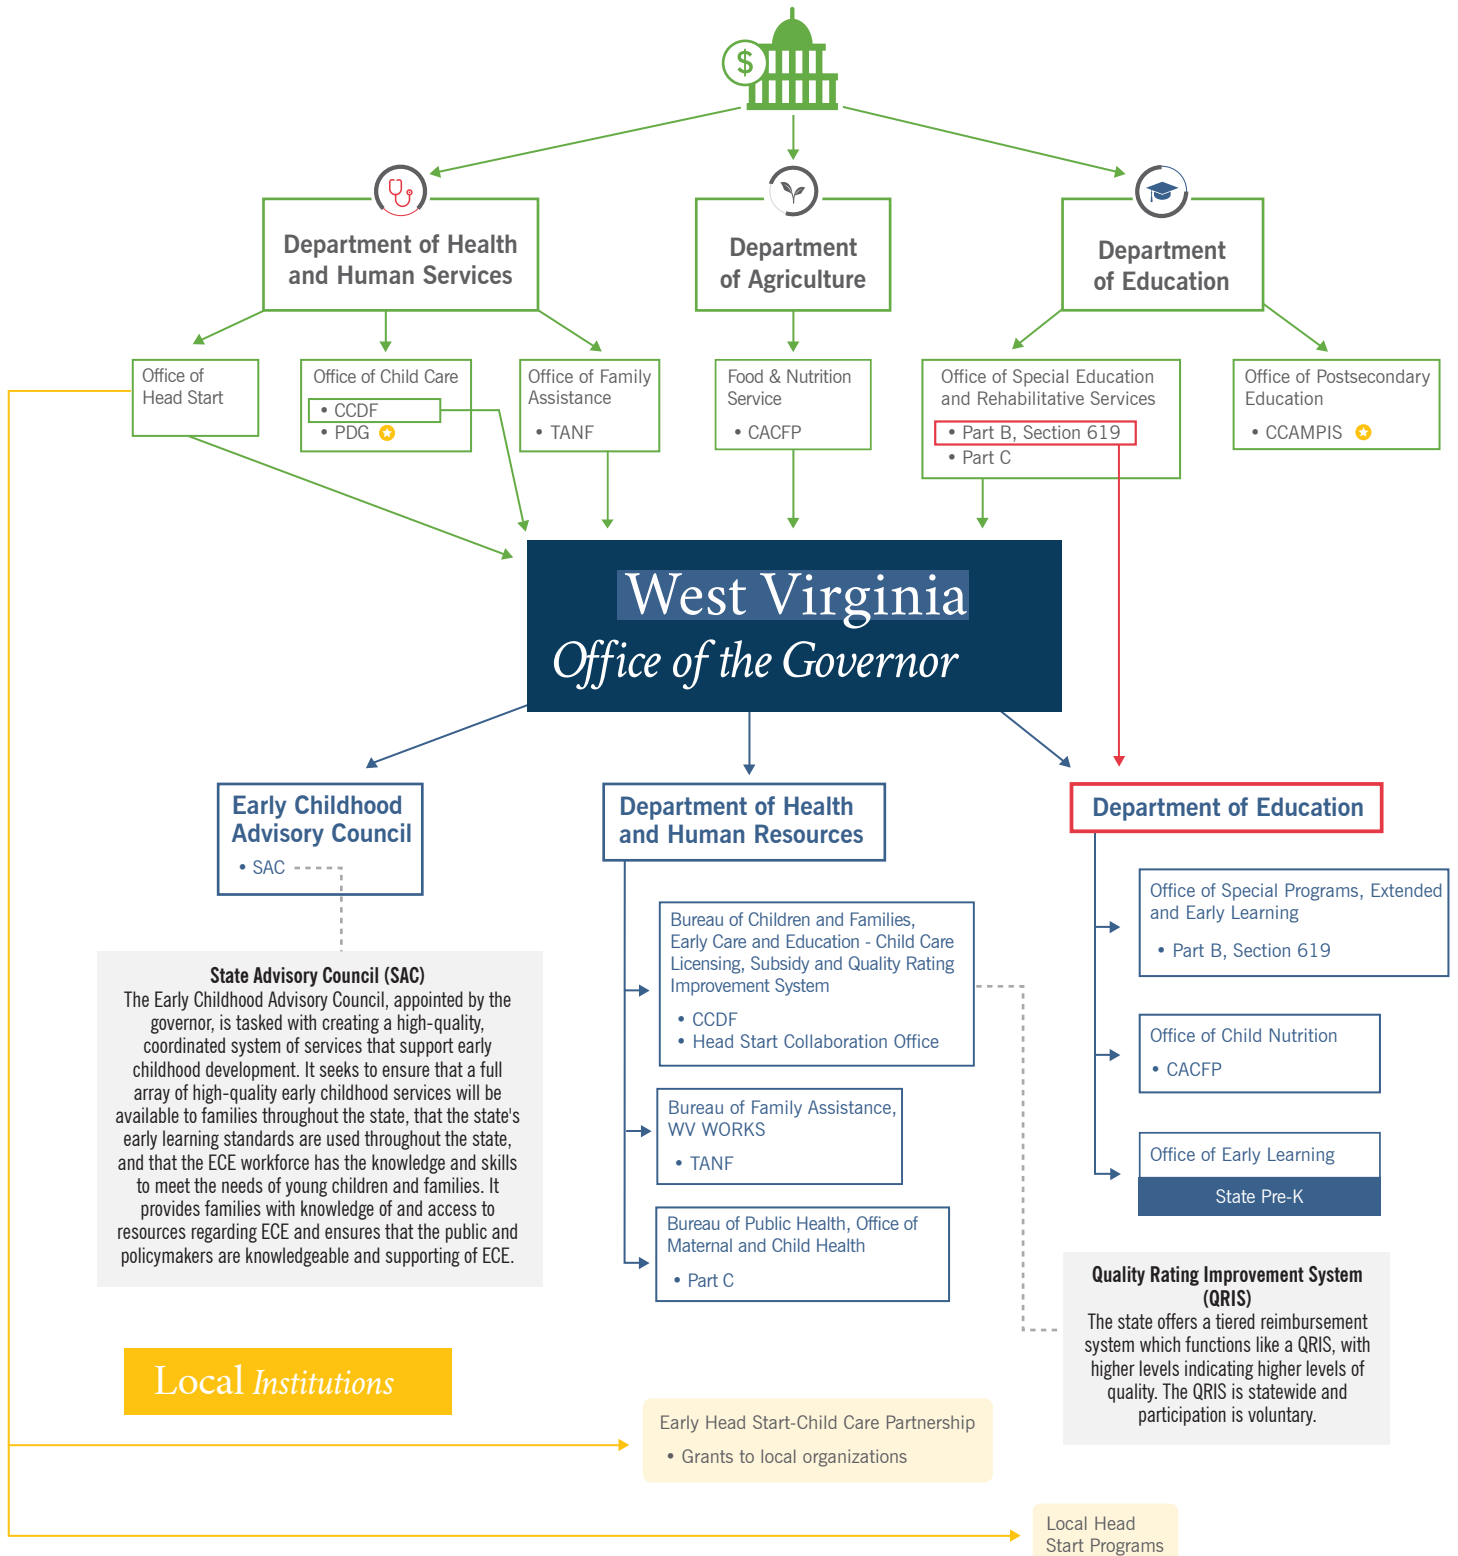 $
Department of Health
and Human Services
Department
of Agriculture
Department
of Education
Office of
Head Start
Office of Child Care
• CCDF
• PDG
Office of Family
Assistance
• TANF
Food & Nutrition
Service
• CACFP
Office of Special Education
and Rehabilitative Services
• Part B, Section 619
• Part C
Office of Postsecondary
Education
• CCAMPIS
West Virginia
Office of the Governor
Early Childhood
Advisory Council
• SAC
State Advisory Council (SAC)
The Early Childhood Advisory Council, appointed by the
governor, is tasked with creating a high-quality,
coordinated system of services that support early
childhood development. It seeks to ensure that a full
array of high-quality early childhood services will be
available to families throughout the state, that the state's
early learning standards are used throughout the state,
and that the ECE workforce has the knowledge and skills
to meet the needs of young children and families. It
provides families with knowledge of and access to
resources regarding ECE and ensures that the public and
policymakers are knowledgeable and supporting of ECE.
Department of Health
and Human Resources
Bureau of Children and Families,
Early Care and Education - Child Care
Licensing, Subsidy and Quality Rating
Improvement System
• CCDF
• Head Start Collaboration Office
Bureau of Family Assistance,
WV WORKS
• TANF
Bureau of Public Health, Office of
Maternal and Child Health
• Part C
Department of Education
Office of Special Programs, Extended
and Early Learning
• Part B, Section 619
Office of Child Nutrition
• CACFP
Office of Early Learning
State Pre-K
Quality Rating Improvement System
(QRIS)
The state offers a tiered reimbursement
system which functions like a QRIS, with
higher levels indicating higher levels of
quality. The QRIS is statewide and
participation is voluntary.
Local Institutions
Early Head Start-Child Care Partnership
• Grants to local organizations
Local Head
Start Programs